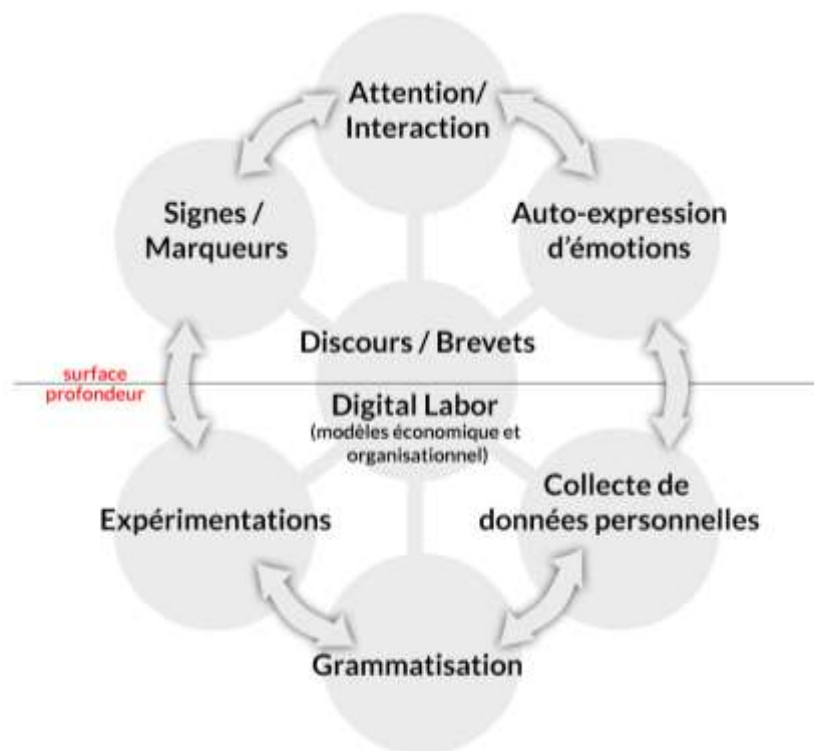 Attention/
Interaction
Signes /
Marqueurs
Auto-expression
d'émotions
Discours / Brevets
surface
profondeur
Digital Labor
(modèles économique et
organisationnel)
Expérimentations
Collecte de
données personnelles
Grammatisation